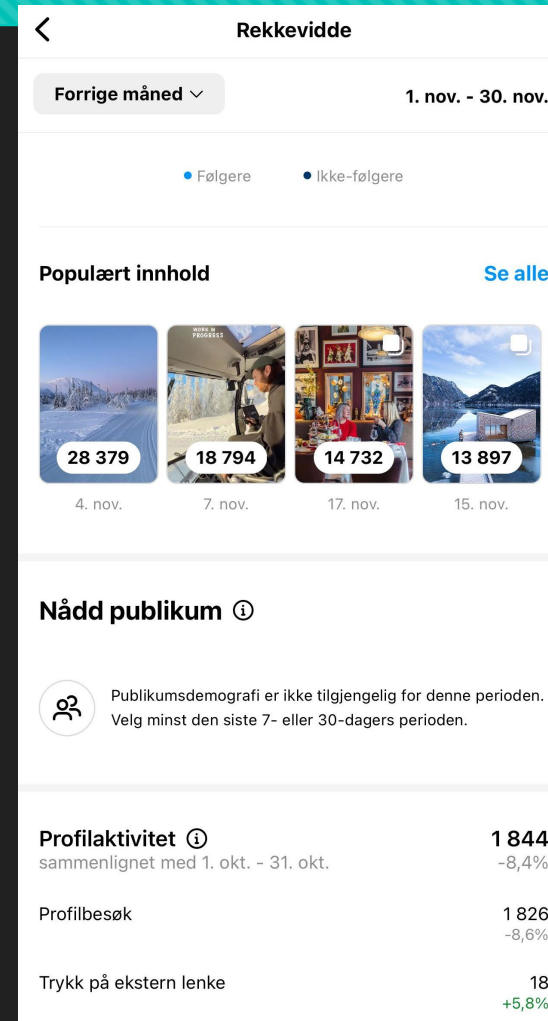 Rekkevidde
Forrige måned
1. nov. - 30. nov.
Følgere
Ikke-følgere
Populært innhold
Se alle
WORK IN
PROGRESS
28 379
18 794
14 732
13 897
4. nov.
7. nov.
17. nov.
15. nov.
Nådd publikum
Publikumsdemografi er ikke tilgjengelig for denne perioden.
Velg minst den siste 7- eller 30-dagers perioden.
Profilaktivitet
1 844
sammenlignet med 1. okt. - 31. okt.
-8,4%
Profilbesøk
1 826
-8,6%
Trykk på ekstern lenke
18
+5,8%